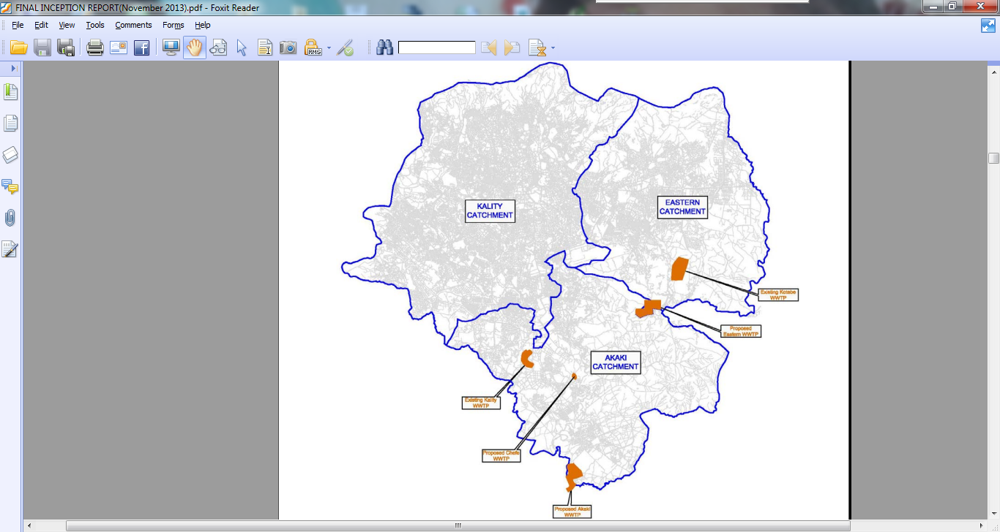 FINAL INCEPTION REPORT(November 2013).pdf - Foxit Reader
File Edit View Tools Comments Forms Help
RMS
KALITY
CATCHMENT
EASTERN
CATCHMENT
Existing Kotebe
WWTP
Proposed
Eastern WWTP
AKAKI
CATCHMENT
Existing Kality
WWTP
Proposed Chefe
WWTP
Proposed Akaki
WWTP